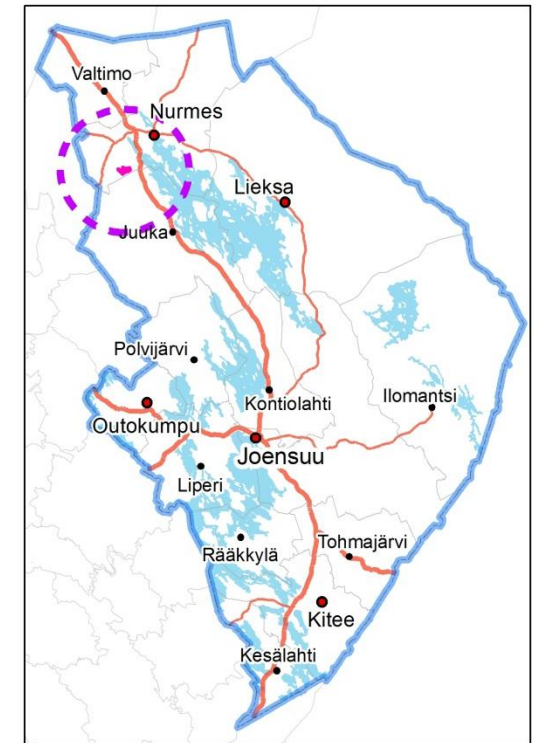 Valtimo
Nurmes
Lieksa
Juuka
Polvijärvi
Kontiolahti
Ilomantsi
Outokumpu
Joensuu
Liperi
Rääkkylä
Tohmajärvi
Kitee
Kesälahti